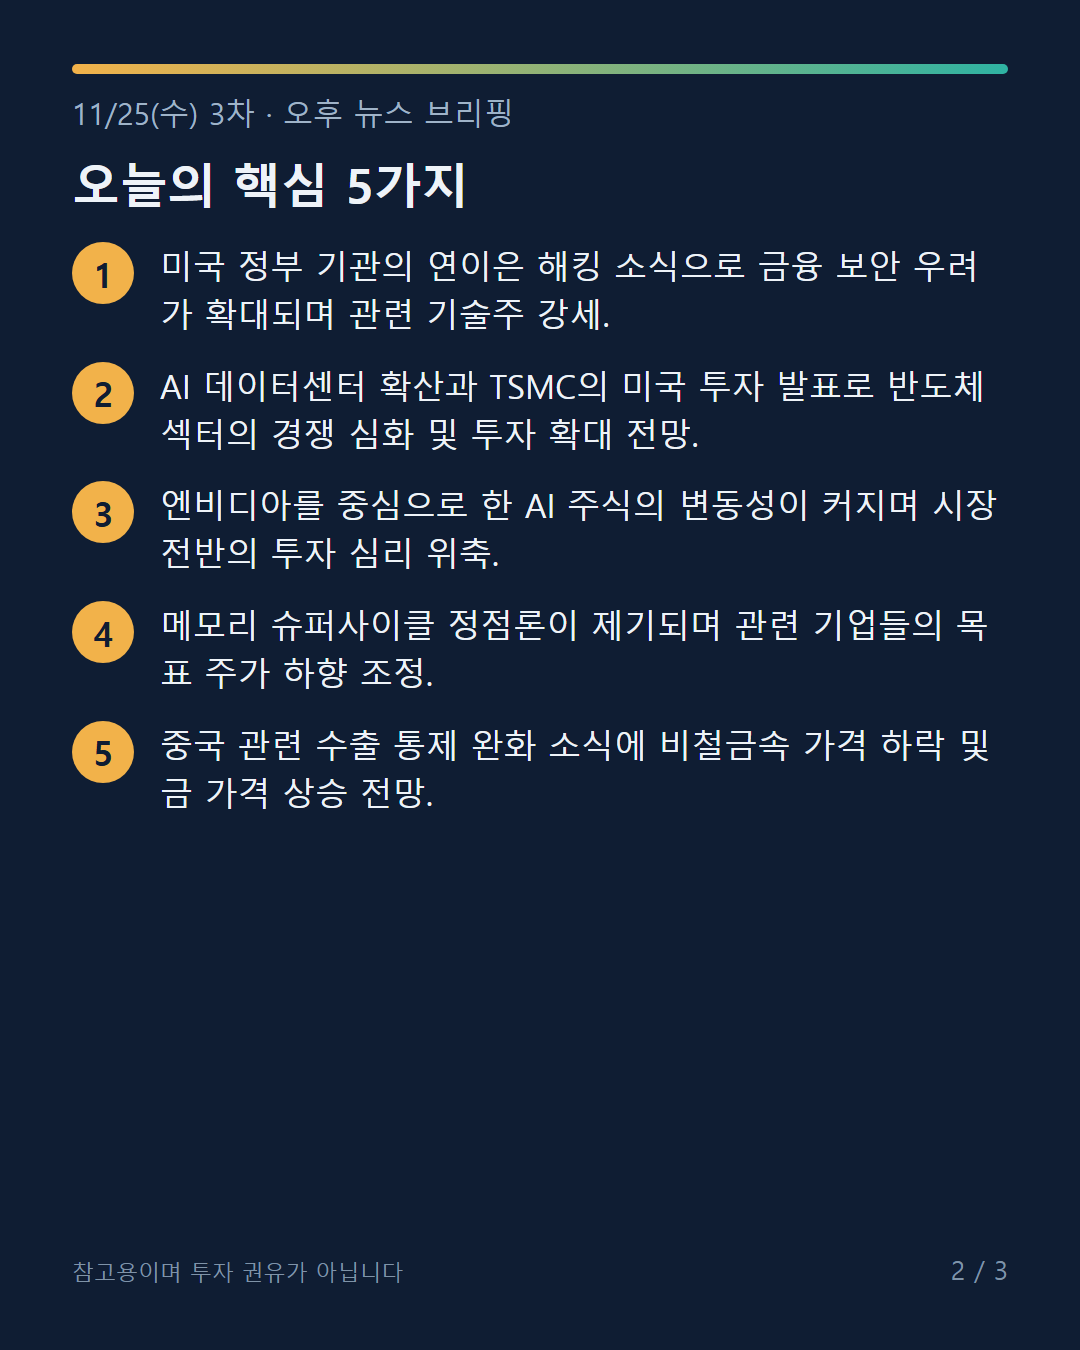 11/25(수) 3차 · 오후 뉴스 브리핑
오늘의 핵심 5가지
1 미국 정부 기관의 연이은 해킹 소식으로 금융 보안 우려
가 확대되며 관련 기술주 강세.
2 AI 데이터센터 확산과 TSMC의 미국 투자 발표로 반도체
섹터의 경쟁 심화 및 투자 확대 전망.
3 엔비디아를 중심으로 한 AI 주식의 변동성이 커지며 시장
전반의 투자 심리 위축.
4 메모리 슈퍼사이클 정점론이 제기되며 관련 기업들의 목
표 주가 하향 조정.
5 중국 관련 수출 통제 완화 소식에 비철금속 가격 하락 및
금 가격 상승 전망.
참고용이며 투자 권유가 아닙니다
2 / 3